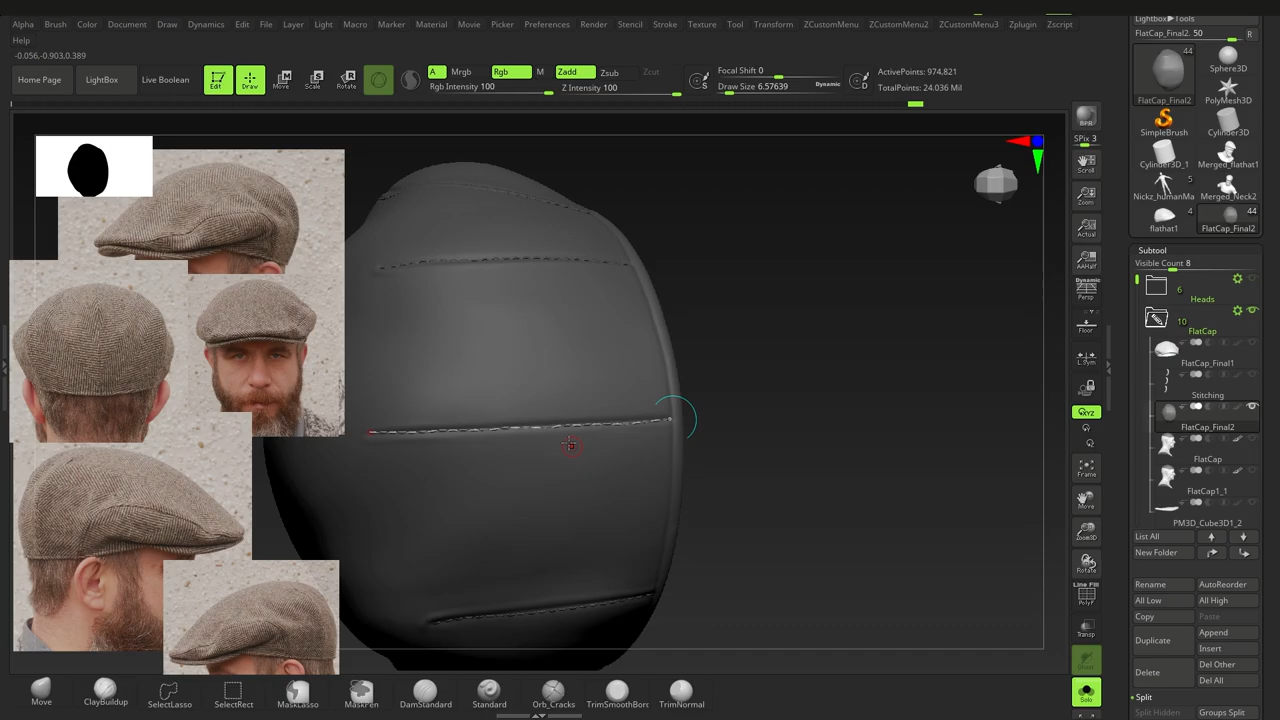 Alpha Brush Color Document Draw Dynamics Edit File Layer Light Macro Marker Material Movie Picker Preferences Render Stencil Stroke Texture Tool Transform ZCustomMenu ZCustomMenu2 ZCustomMenu3 Zplugin Zscript
Help
-0.056,-0.903,0.389
Home Page
LightBox
Live Boolean
Edit
Draw
Move
Scale
Rotate
A Mrgb Rgb M Zadd Zsub Zcut
Rgb Intensity 100
Z Intensity 100
S
Focal Shift 0
Draw Size 6.57639 Dynamic
D
ActivePoints: 974,821
TotalPoints: 24.036 Mil
BPR
SPix 3
Scroll
Zoom
Actual
AAHalf
Dynamic
Persp
Floor
L.Sym
XYZ
Frame
Move
Zoom3D
Rotate
Line Fill
PolyF
Transp
Ghost
Solo
Lightbox▶Tools
FlatCap_Final2. 50
R
44
FlatCap_Final2
Sphere3D
PolyMesh3D
SimpleBrush
Cylinder3D
Cylinder3D_1
Merged_flathat1
5
Nickz_humanMa
Merged_Neck2
4
flathat1
44
FlatCap_Final2
Subtool
Visible Count 8
6
Heads
10
FlatCap
FlatCap_Final1
Stitching
FlatCap_Final2
FlatCap
FlatCap1_1
PM3D_Cube3D1_2
List All
New Folder
Rename AutoReorder
All Low All High
Copy Paste
Duplicate Append
Insert
Delete Del Other
Del All
Split
Split Hidden Groups Split
Move
ClayBuildup
SelectLasso
SelectRect
MaskLasso
MaskPen
DamStandard
Standard
Orb_Cracks
TrimSmoothBorc
TrimNormal